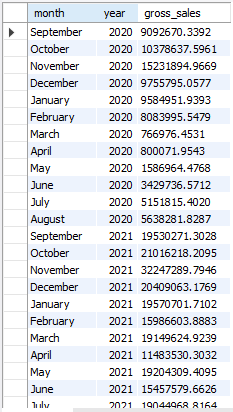 month year gross_sales
September 2020 9092670.3392
October 2020 10378637.5961
November 2020 15231894.9669
December 2020 9755795.0577
January 2020 9584951.9393
February 2020 8083995.5479
March 2020 766976.4531
April 2020 800071.9543
May 2020 1586964.4768
June 2020 3429736.5712
July 2020 5151815.4020
August 2020 5638281.8287
September 2021 19530271.3028
October 2021 21016218.2095
November 2021 32247289.7946
December 2021 20409063.1769
January 2021 19570701.7102
February 2021 15986603.8883
March 2021 19149624.9239
April 2021 11483530.3032
May 2021 19204309.4095
June 2021 15457579.6626
July 2021 19044968.8164